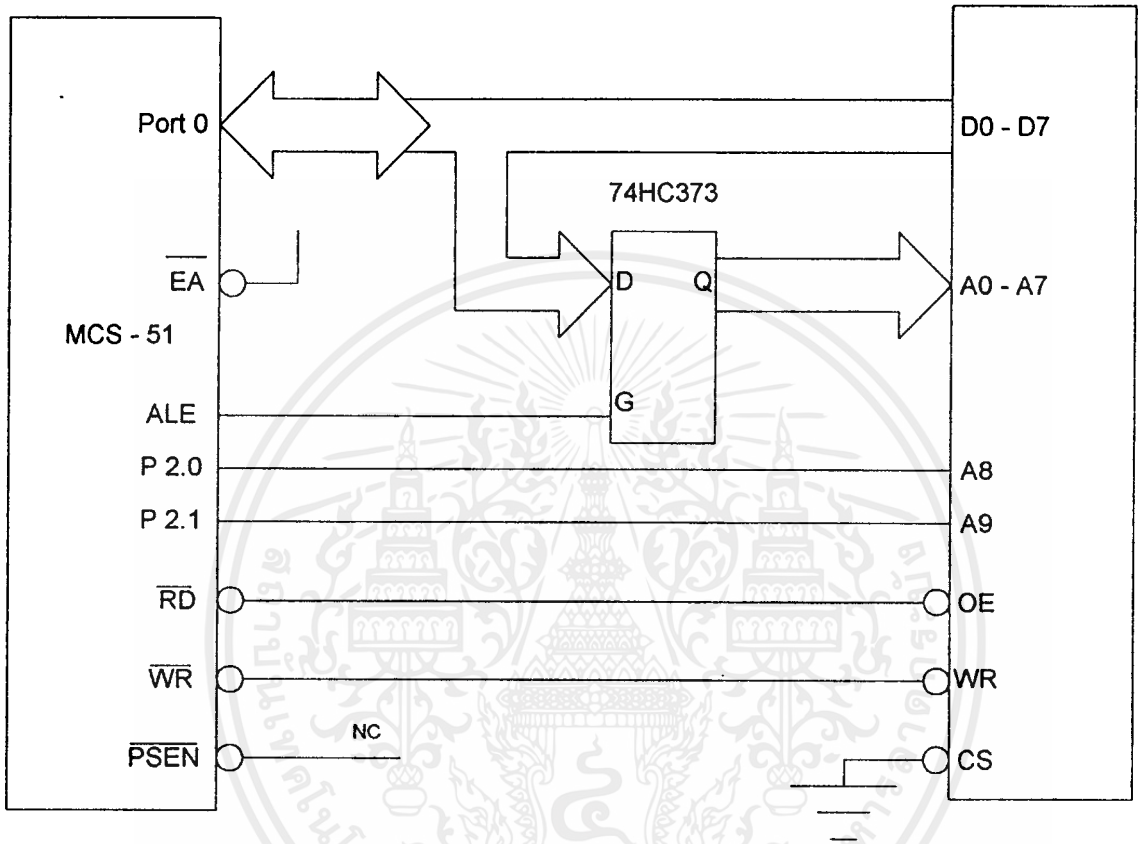 Port 0
D0 - D7
74HC373
EA
D
Q
A0 - A7
MCS - 51
ALE
G
P 2.0
A8
P 2.1
A9
RD
OE
WR
WR
PSEN
NC
CS